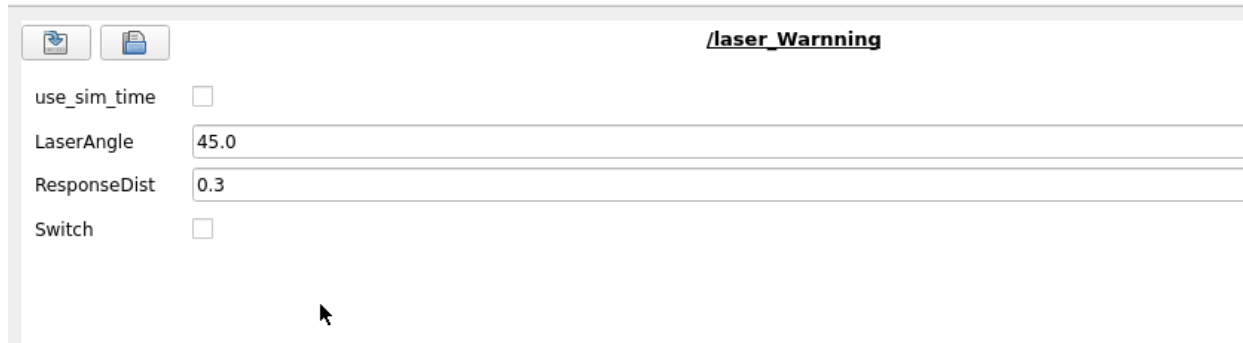 /laser_Warnning
use_sim_time
LaserAngle 45.0
ResponseDist 0.3
Switch